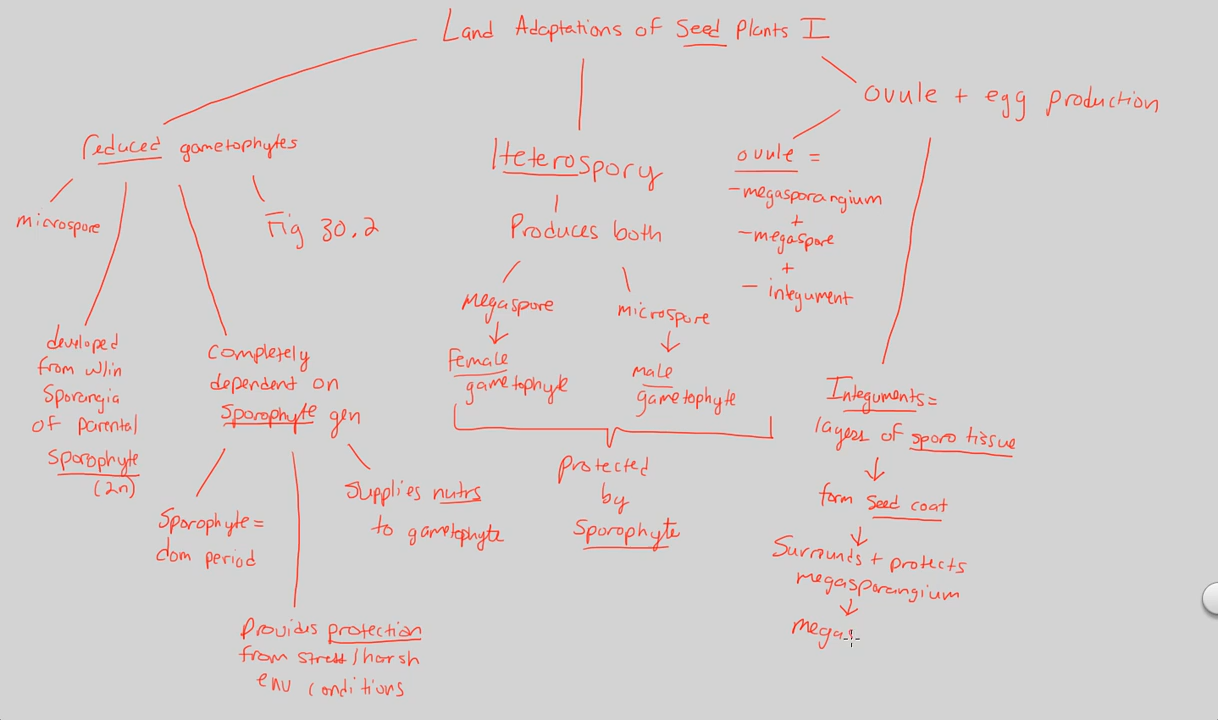 Land Adaptations of Seed Plants I
reduced gametophytes
microspore
Fig 30.2
developed
from w/in
Sporangia
of parental
Sporophyte
(2n)
completely
dependent on
sporophyte gen
Sporophyte =
dom period
Provides protection
from stress/harsh
env conditions
Supplies nutrs
to gametophyte
Heterospory
Produces both
Megaspore
Female
gametophyte
microspore
male
gametophyte
Protected
by
Sporophyte
ovule + egg production
ovule =
- megasporangium
+
- megaspore
+
- integument
Integuments =
layers of sporo tissue
form seed coat
Surrounds + protects
megasporangium
megas